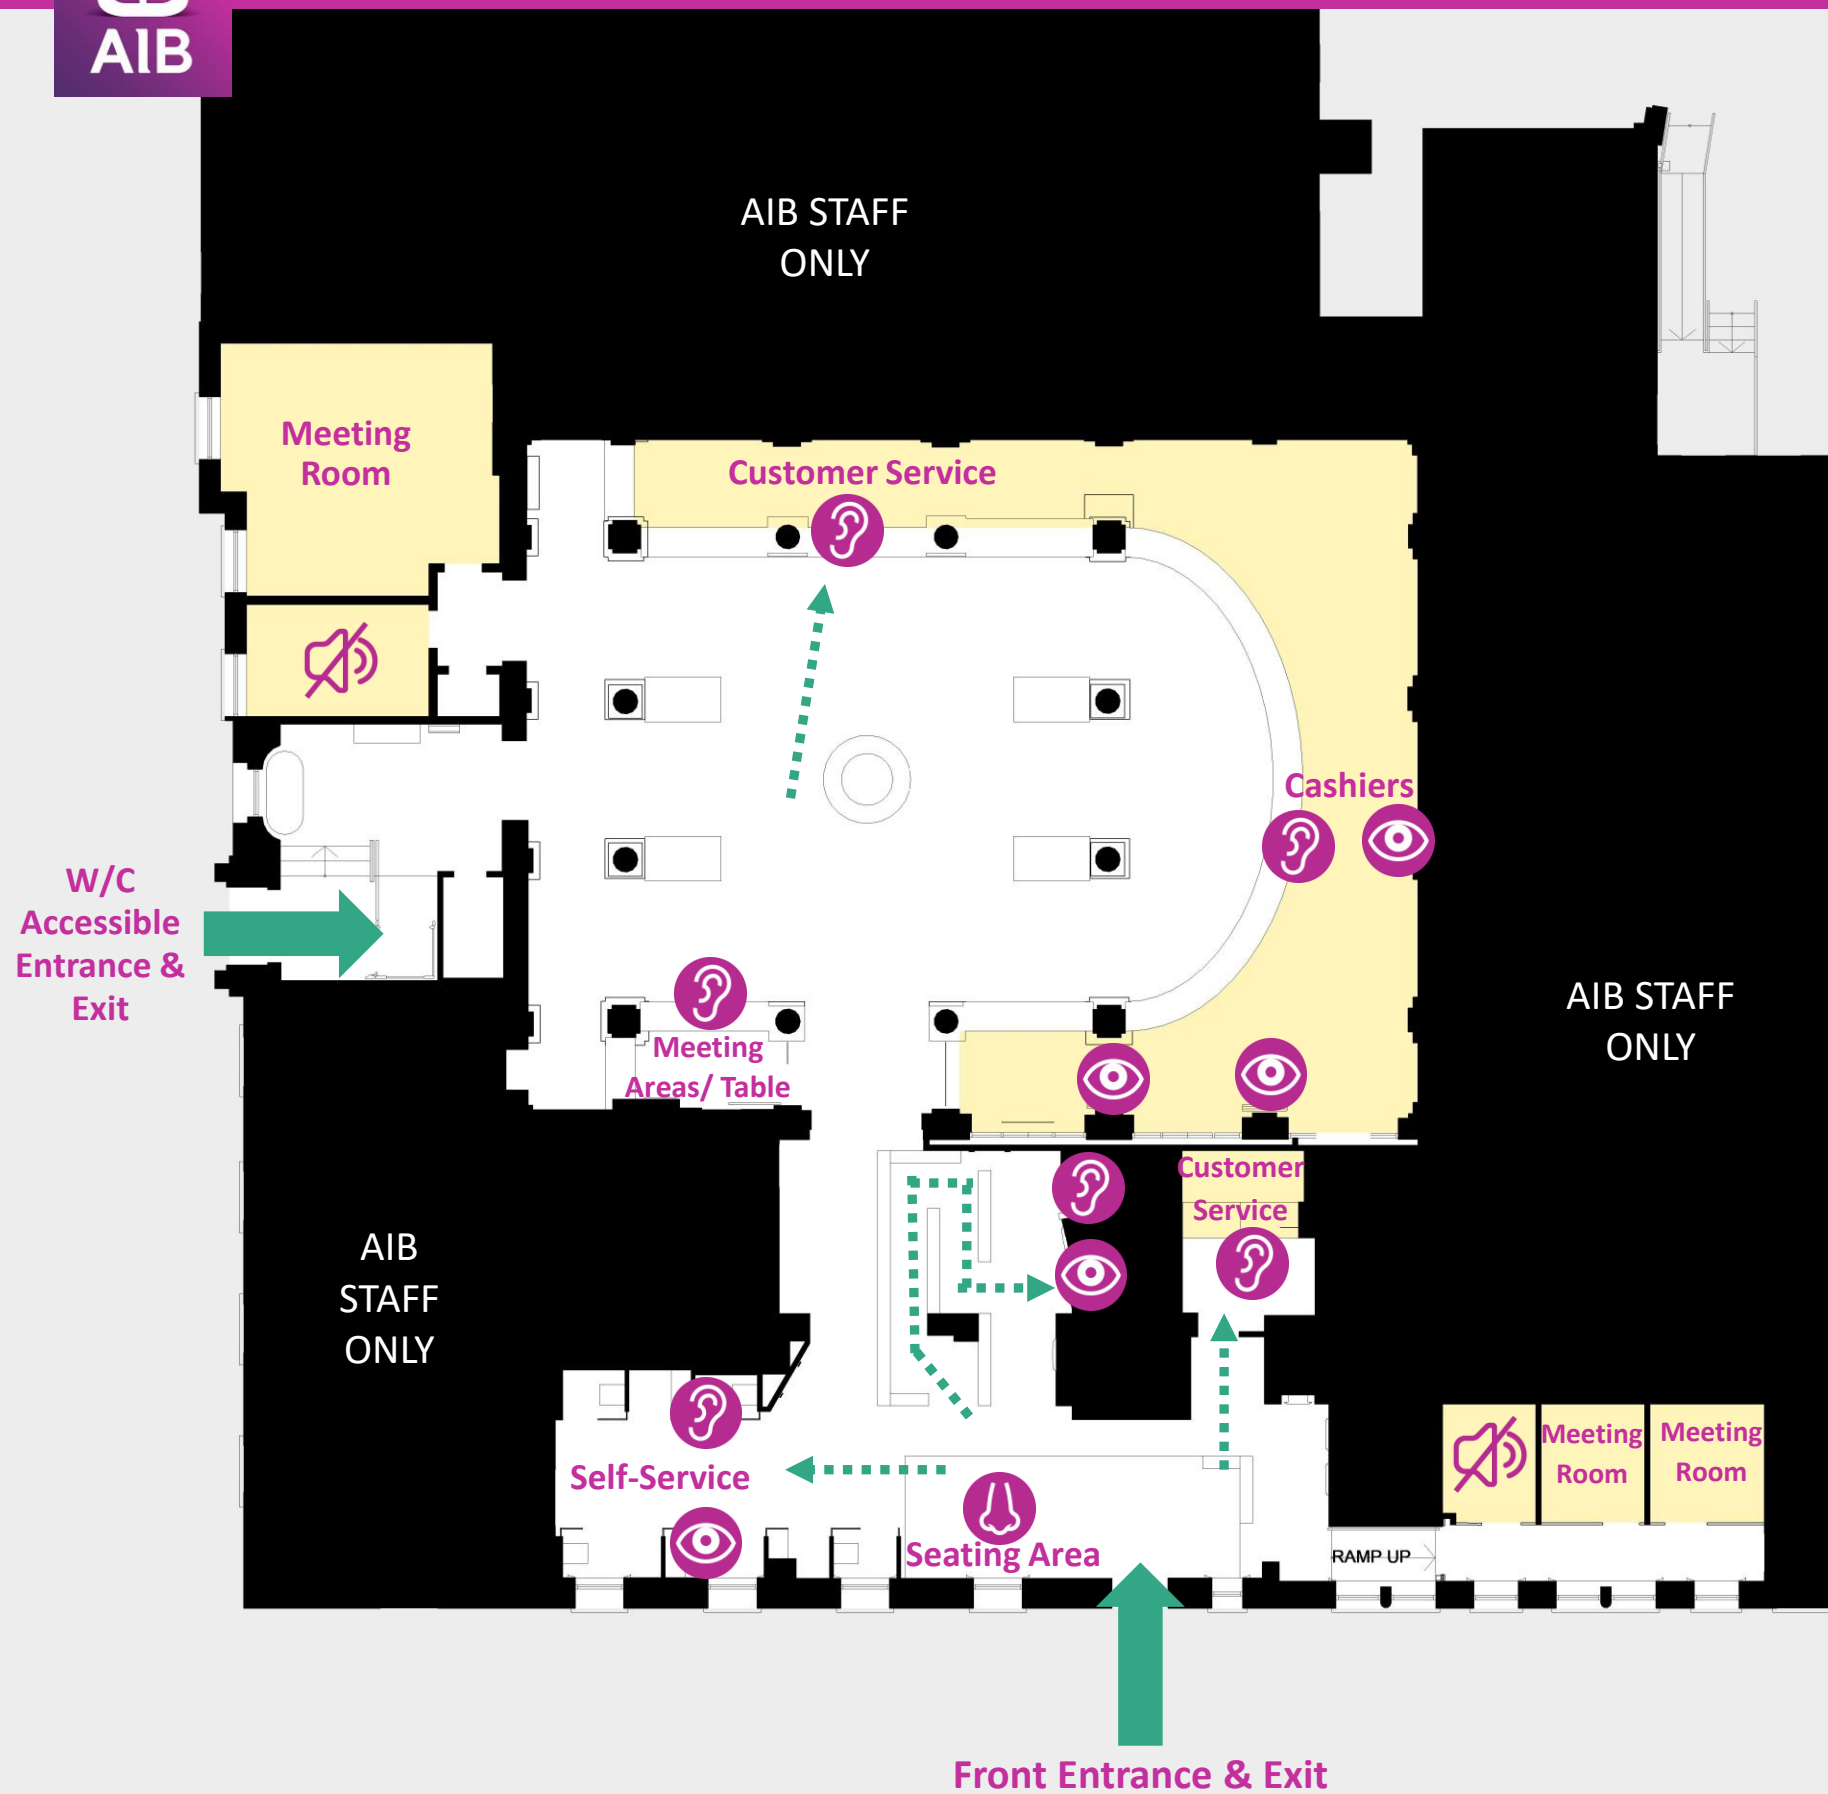 AIB
AIB STAFF
ONLY
Meeting
Room
Customer Service
Cashiers
W/C
Accessible
Entrance &
Exit
Meeting
Areas/ Table
AIB STAFF
ONLY
Customer
Service
AIB
STAFF
ONLY
Self-Service
Seating Area
Meeting
Room
Meeting
Room
RAMP UP
Front Entrance & Exit